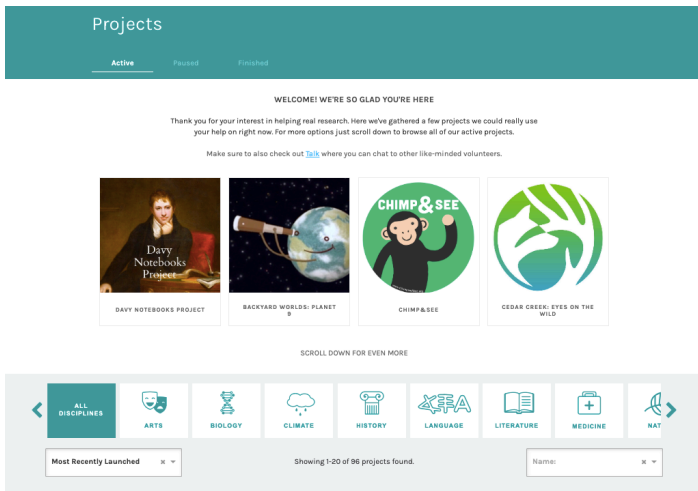 Projects
Active
Paused
Finished
WELCOME! WE'RE SO GLAD YOU'RE HERE
Thank you for your interest in helping real research. Here we've gathered a few projects we could really use
your help on right now. For more options just scroll down to browse all of our active projects.
Make sure to also check out Talk where you can chat to other like-minded volunteers.
Davy
Notebooks
Project
CHIMP&SEE
DAVY NOTEBOOKS PROJECT
BACKYARD WORLDS: PLANET
9
CHIMP&SEE
CEDAR CREEK: EYES ON THE
WILD
SCROLL DOWN FOR EVEN MORE
ALL
DISCIPLINES
ARTS
BIOLOGY
CLIMATE
HISTORY
LANGUAGE
LITERATURE
MEDICINE
NAT
Most Recently Launched
Showing 1-20 of 96 projects found.
Name: